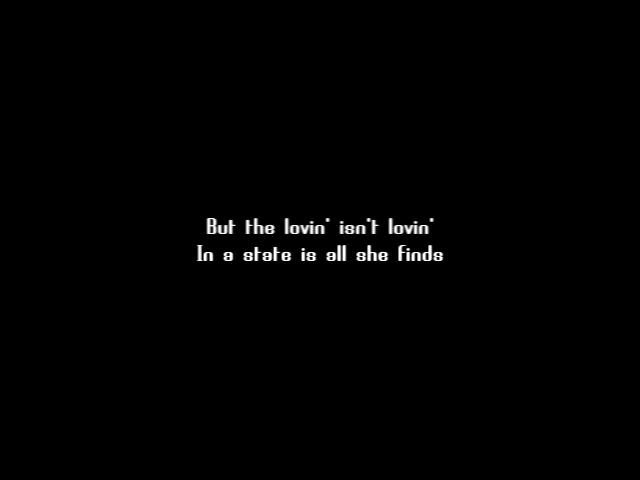 But the lovin' isn't lovin'
In a state is all she finds